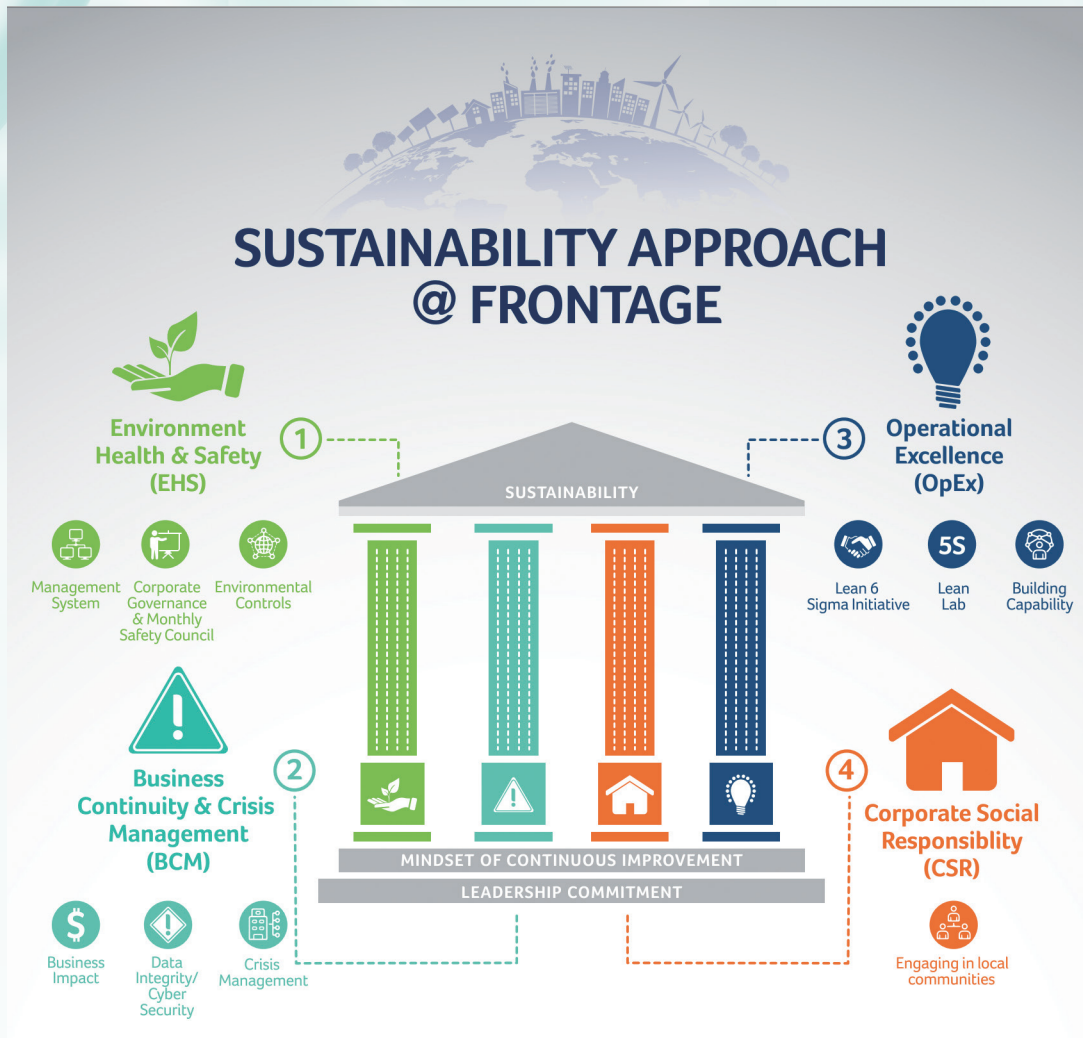 SUSTAINABILITY APPROACH
@ FRONTAGE
1
Environment
Health & Safety
(EHS)
Management
System
Corporate
Governance
& Monthly
Safety Council
Environmental
Controls
2
Business
Continuity & Crisis
Management
(BCM)
$
Business
Impact
Data
Integrity/
Cyber
Security
Crisis
Management
SUSTAINABILITY
MINDSET OF CONTINUOUS IMPROVEMENT
LEADERSHIP COMMITMENT
3
Operational
Excellence
(OpEx)
Lean 6
Sigma Initiative
5S
Lean
Lab
Building
Capability
4
Corporate Social
Responsiblity
(CSR)
Engaging in local
communities